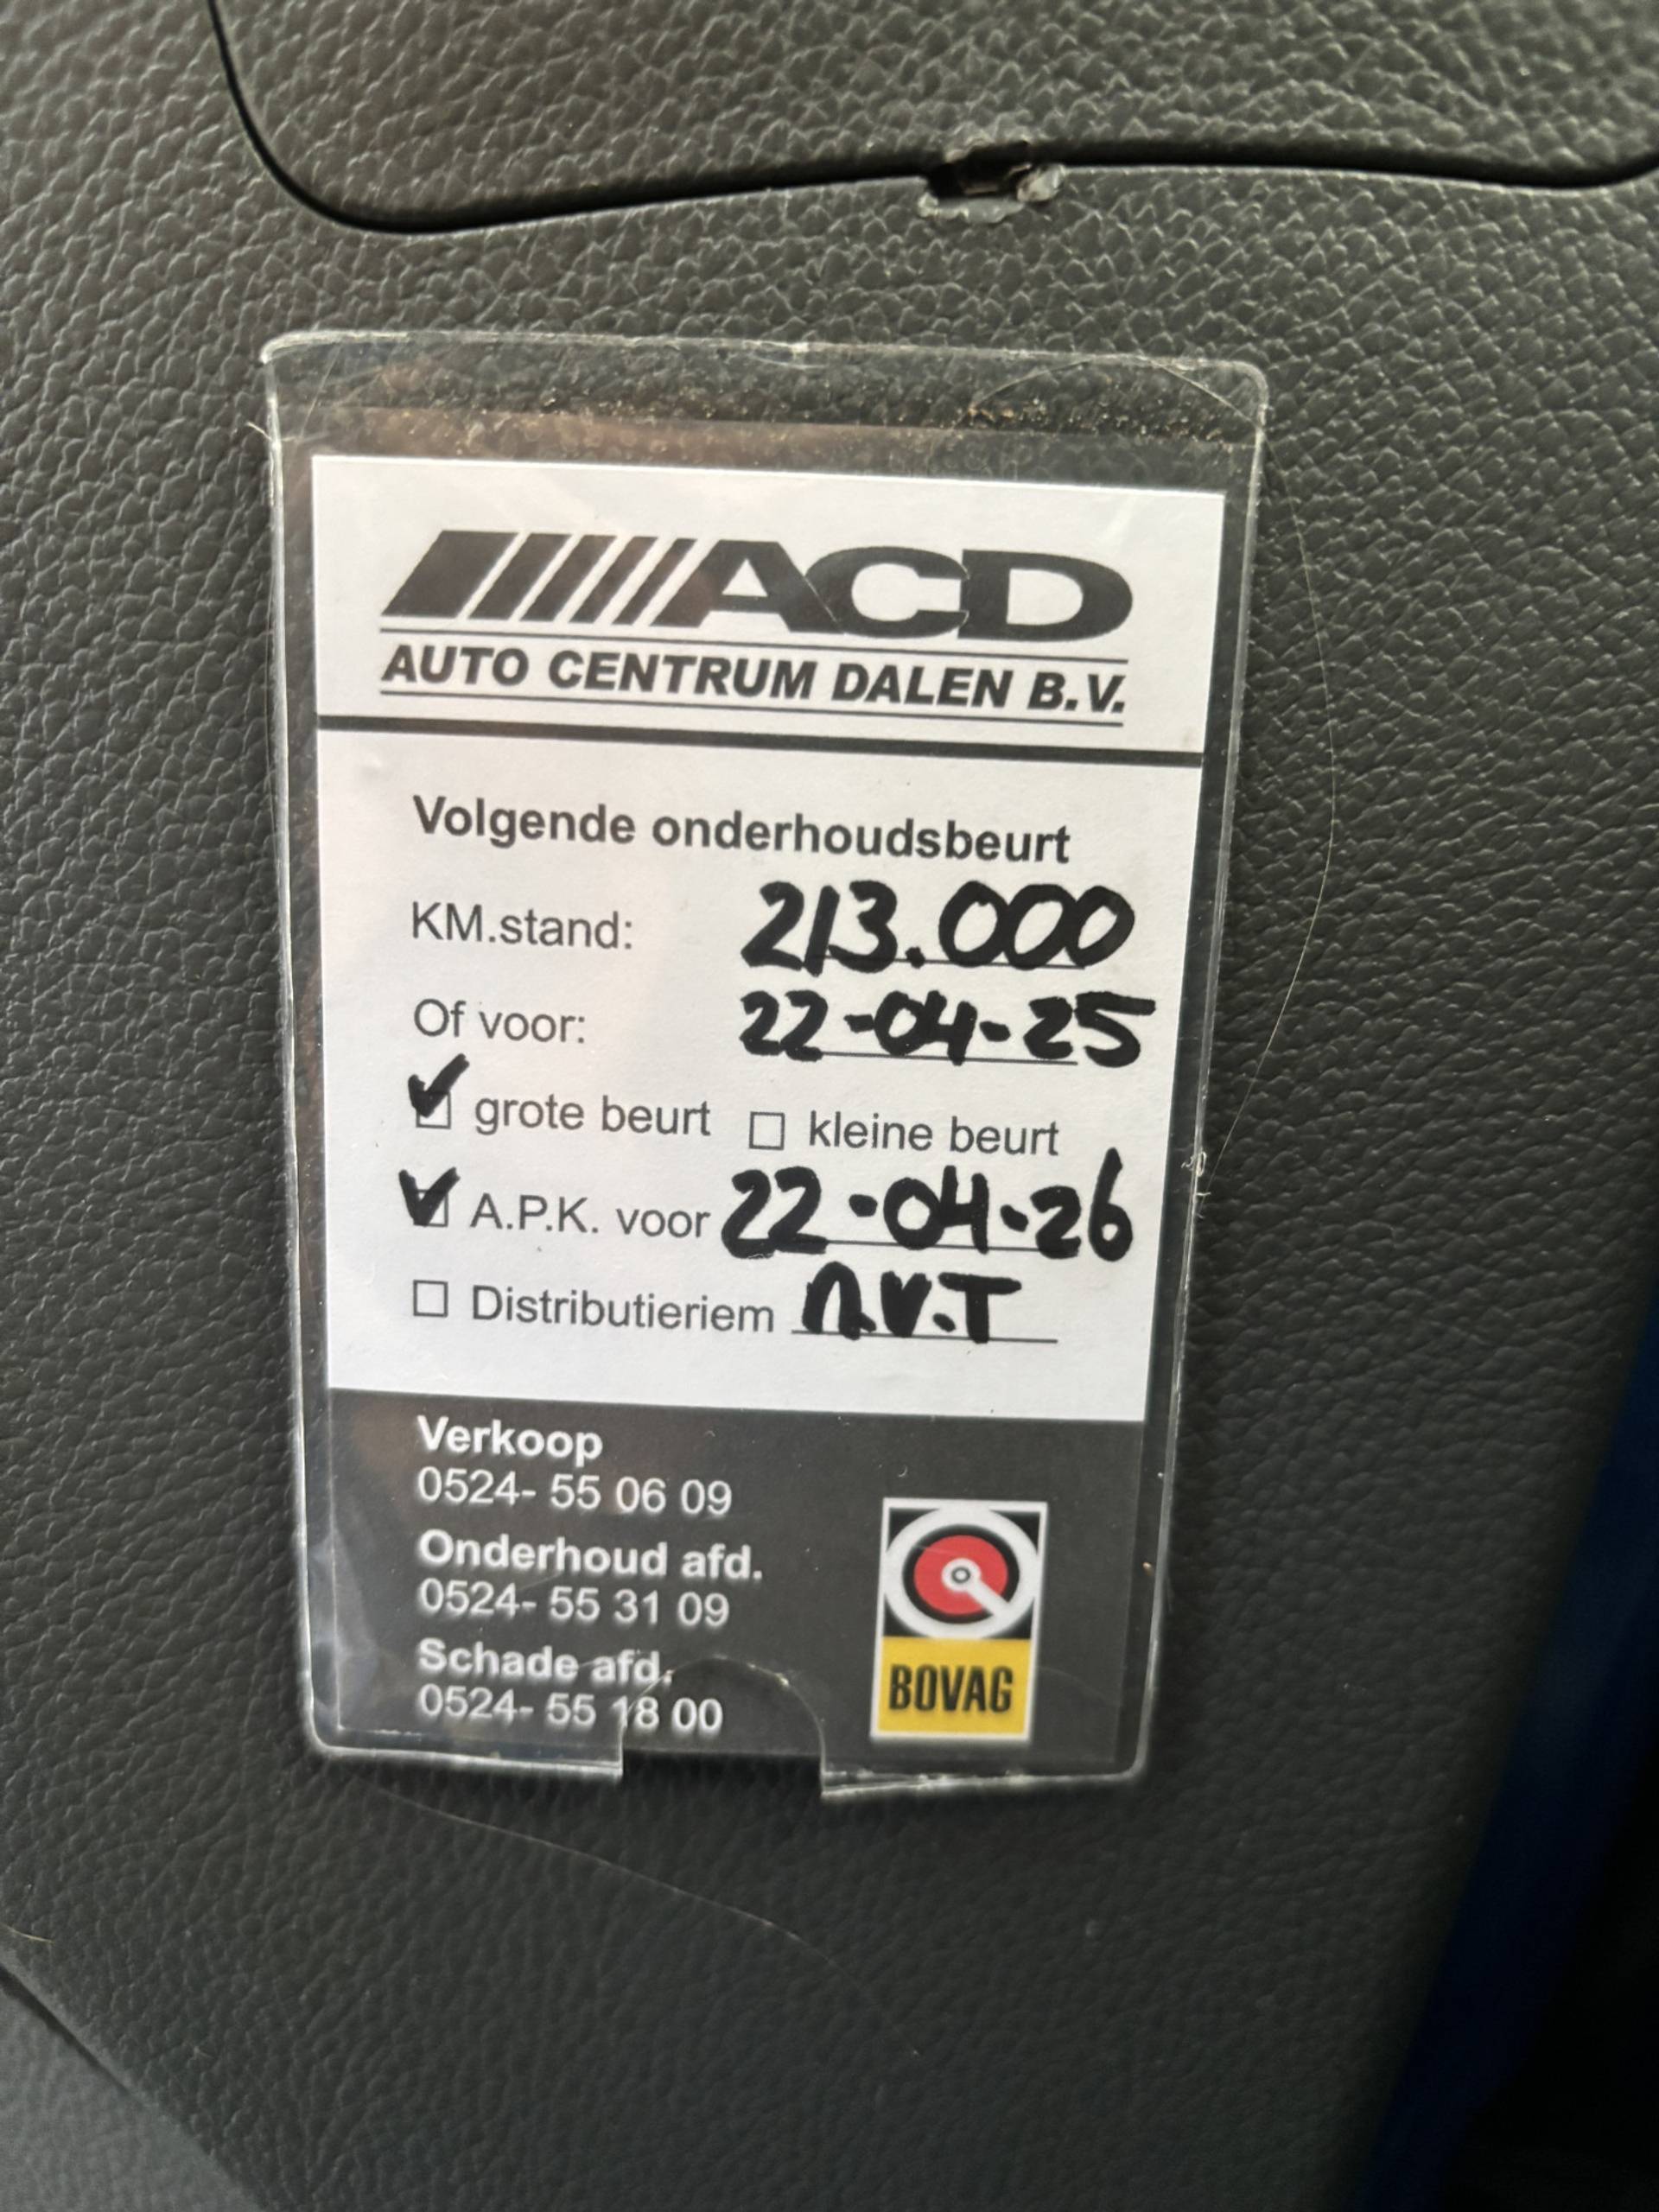 ACD
AUTO CENTRUM DALEN B.V.
Volgende onderhoudsbeurt
KM.stand: 213.000
Of voor: 22-04-25
grote beurt kleine beurt
A.P.K. voor 22-04-26
Distributieriem n.v.T
Verkoop
0524- 55 06 09
Onderhoud afd.
0524- 55 31 09
Schade afd.
0524- 55 18 00
BOVAG